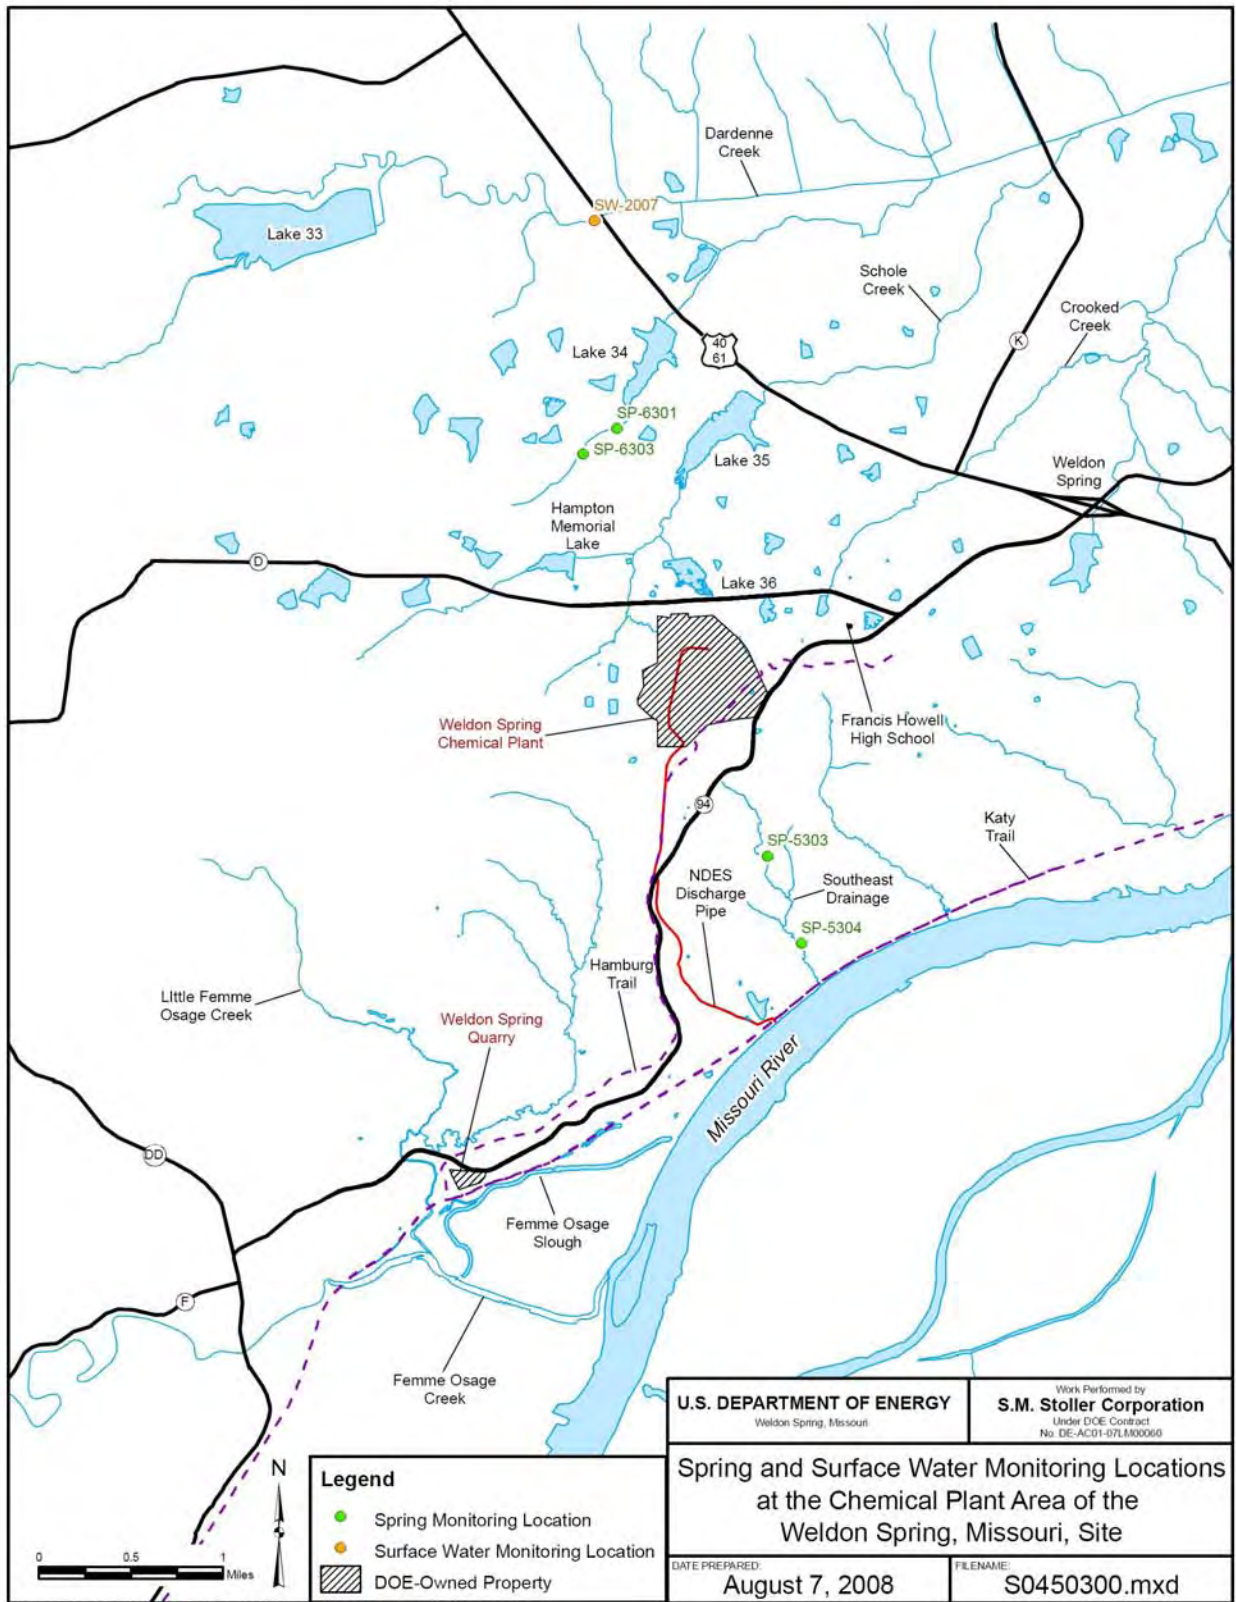 Dardenne
Creek
SW-2007
Lake 33
Schole
Creek
Crooked
Creek
Lake 34
40
61
K
SP-6301
SP-6303
Lake 35
Weldon
Spring
Hampton
Memorial
Lake
D
Lake 36
Weldon Spring
Chemical Plant
Francis Howell
High School
94
Katy
Trail
SP-5303
NDES
Discharge
Pipe
Southeast
Drainage
SP-5304
Hamburg
Trail
LIttle Femme
Osage Creek
Weldon Spring
Quarry
Missouri River
DD
Femme Osage
Slough
F
Femme Osage
Creek
N
0 0.5 1
Miles
Legend
Spring Monitoring Location
Surface Water Monitoring Location
DOE-Owned Property
U.S. DEPARTMENT OF ENERGY
Weldon Spring, Missouri
Work Performed by
S.M. Stoller Corporation
Under DOE Contract
No. DE-AC01-07LM00060
Spring and Surface Water Monitoring Locations
at the Chemical Plant Area of the
Weldon Spring, Missouri, Site
DATE PREPARED:
August 7, 2008
FILENAME:
S0450300.mxd